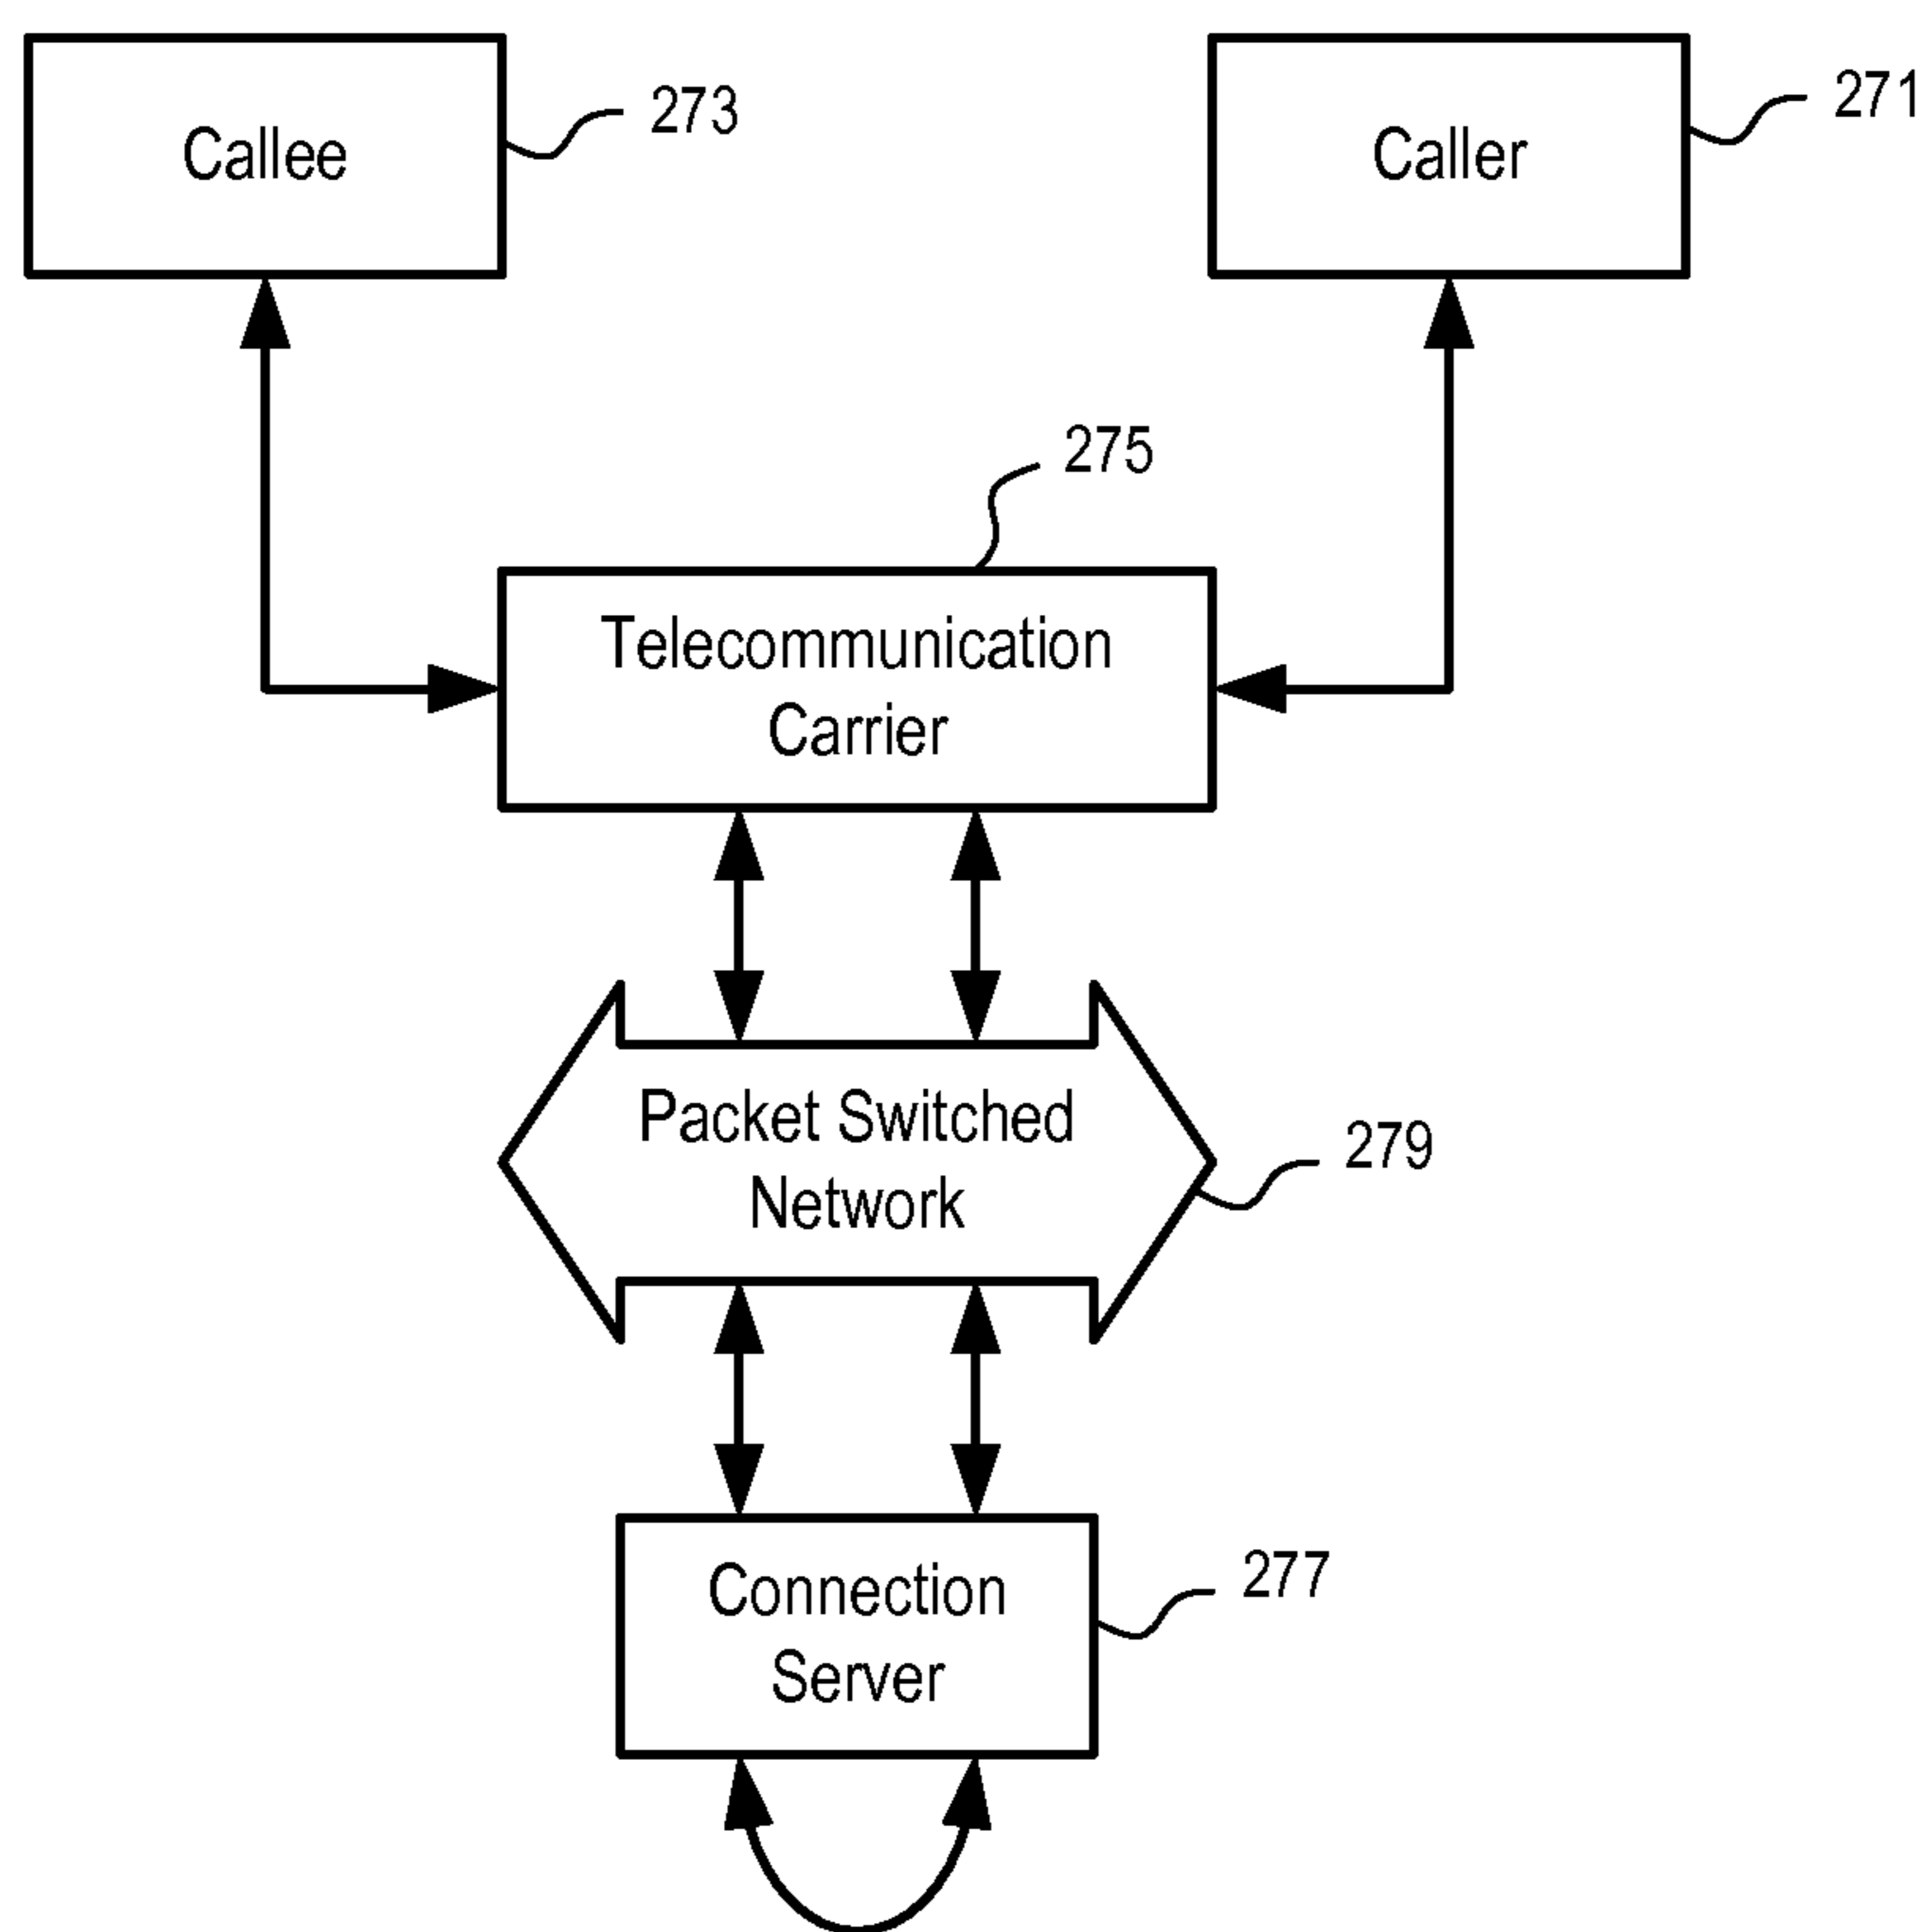 Callee
273
Caller
271
275
Telecommunication
Carrier
Packet Switched
Network
279
Connection
Server
277